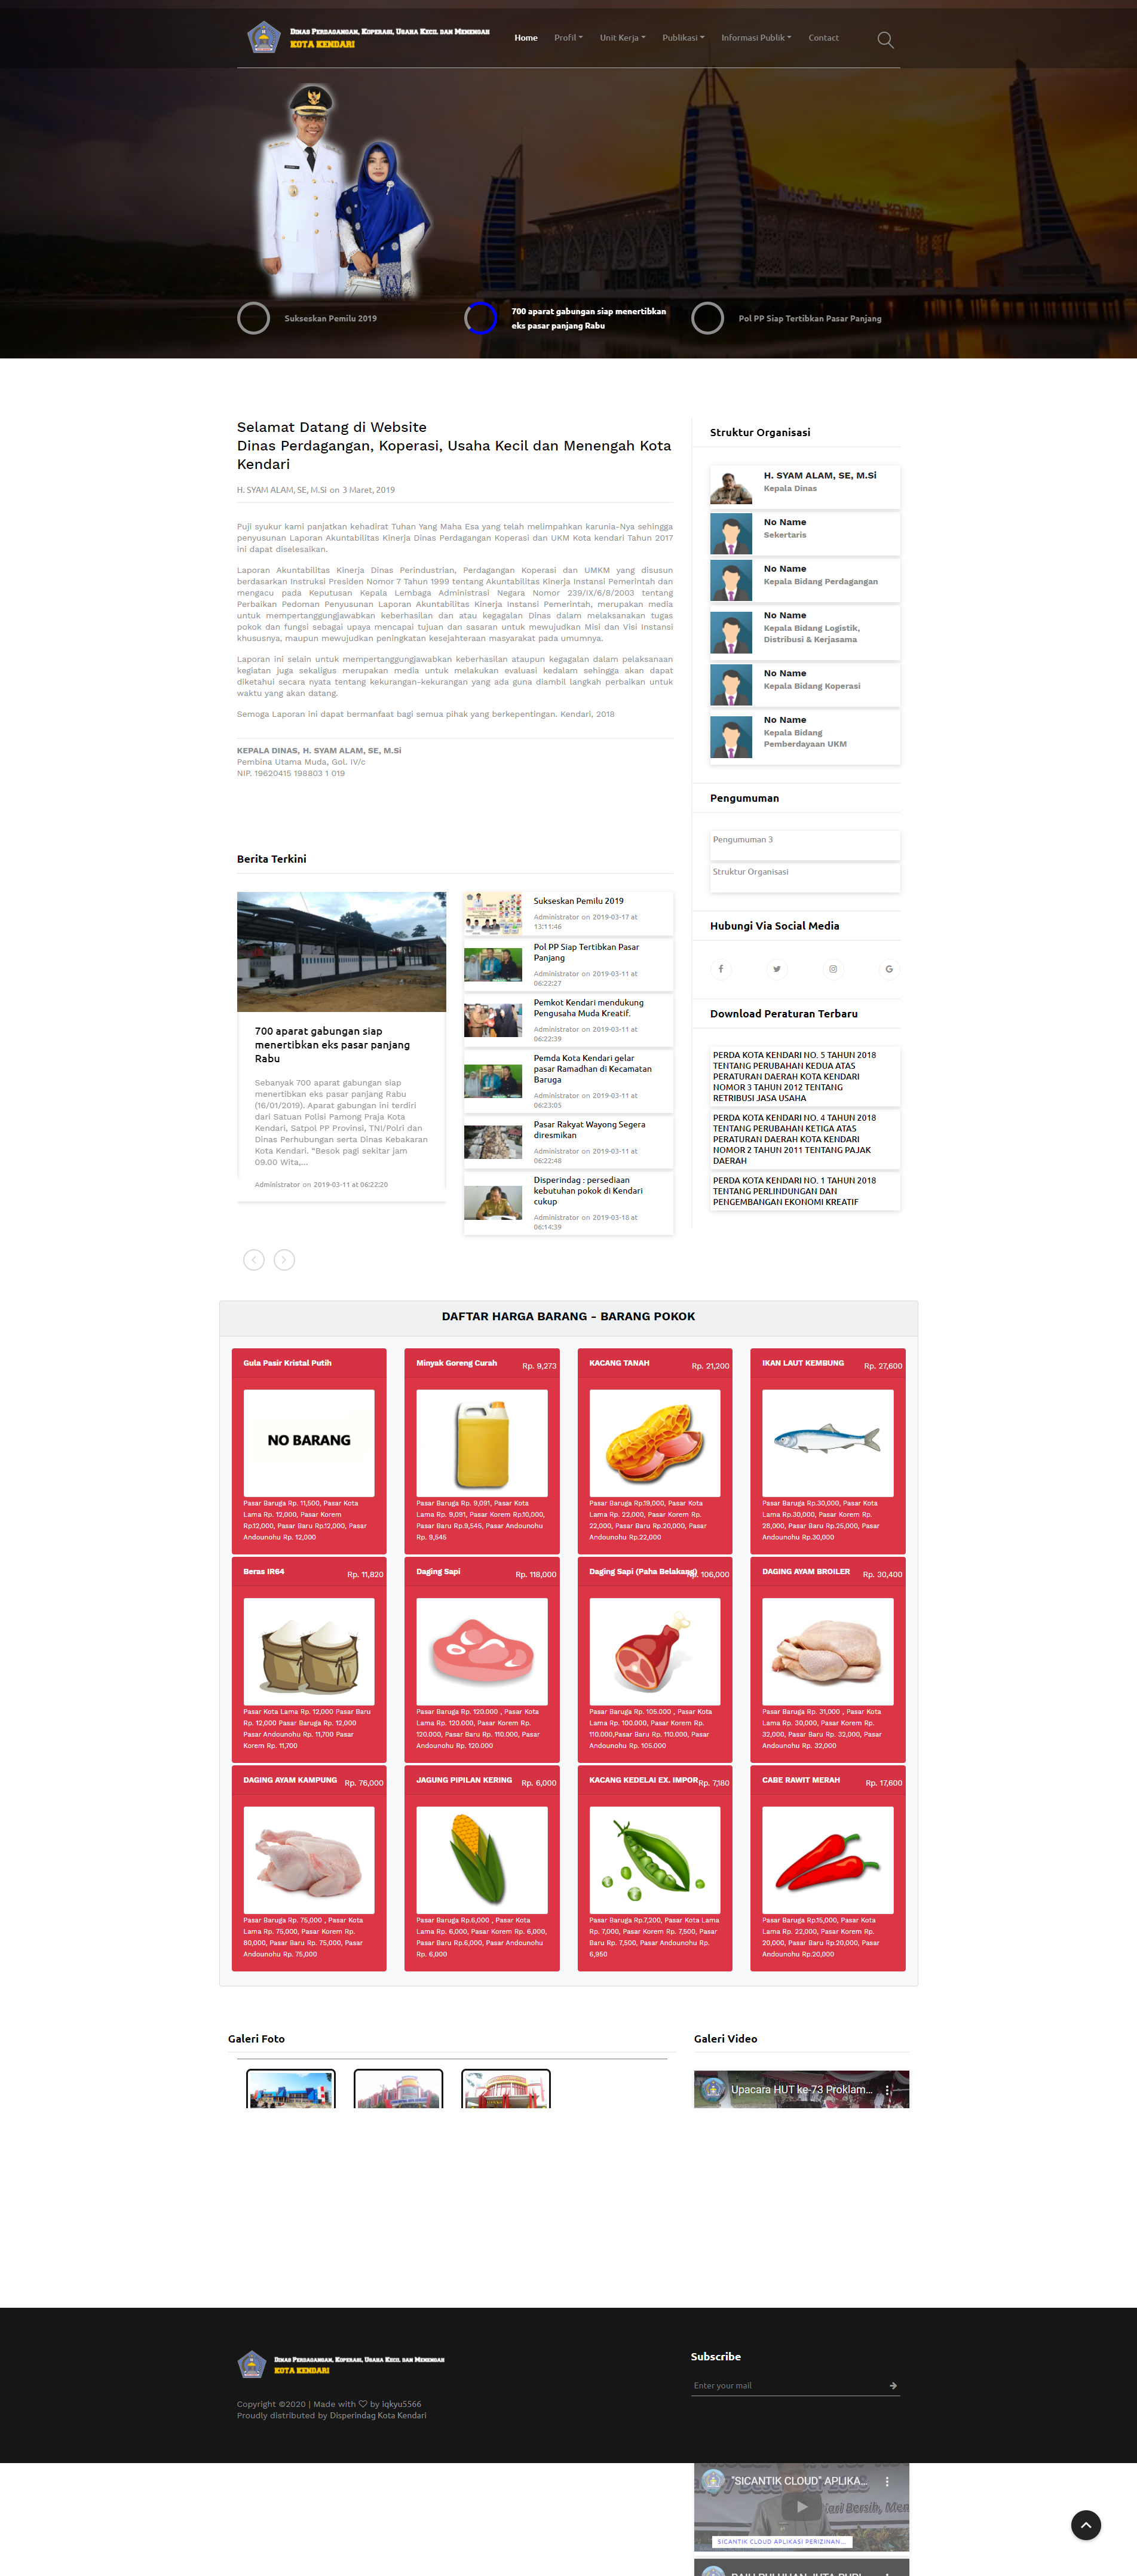 Dinas Perdagangan, Koperasi, Usaha Kecil dan Menengah
KOTA KENDARI
Home
Profil
Unit Kerja
Publikasi
Informasi Publik
Contact
MASJID H. ALAM KENDARI
Sukseskan Pemilu 2019
700 aparat gabungan siap menertibkan
eks pasar panjang Rabu
Pol PP Siap Tertibkan Pasar Panjang
Selamat Datang di Website
Dinas Perdagangan, Koperasi, Usaha Kecil dan Menengah Kota
Kendari
H. SYAM ALAM, SE, M.Si on 3 Maret, 2019
Puji syukur kami panjatkan kehadirat Tuhan Yang Maha Esa yang telah melimpahkan karunia-Nya sehingga
penyusunan Laporan Akuntabilitas Kinerja Dinas Perdagangan Koperasi dan UKM Kota kendari Tahun 2017
ini dapat diselesaikan.
Laporan Akuntabilitas Kinerja Dinas Perindustrian, Perdagangan Koperasi dan UMKM yang disusun
berdasarkan Instruksi Presiden Nomor 7 Tahun 1999 tentang Akuntabilitas Kinerja Instansi Pemerintah dan
mengacu pada Keputusan Kepala Lembaga Administrasi Negara Nomor 239/IX/6/8/2003 tentang
Perbaikan Pedoman Penyusunan Laporan Akuntabilitas Kinerja Instansi Pemerintah, merupakan media
untuk mempertanggungjawabkan keberhasilan dan atau kegagalan Dinas dalam melaksanakan tugas
pokok dan fungsi sebagai upaya mencapai tujuan dan sasaran untuk mewujudkan Misi dan Visi Instansi
khususnya, maupun mewujudkan peningkatan kesejahteraan masyarakat pada umumnya.
Laporan ini selain untuk mempertanggungjawabkan keberhasilan ataupun kegagalan dalam pelaksanaan
kegiatan juga sekaligus merupakan media untuk melakukan evaluasi kedalam sehingga akan dapat
diketahui secara nyata tentang kekurangan-kekurangan yang ada guna diambil langkah perbaikan untuk
waktu yang akan datang.
Semoga Laporan ini dapat bermanfaat bagi semua pihak yang berkepentingan. Kendari, 2018
KEPALA DINAS, H. SYAM ALAM, SE, M.Si
Pembina Utama Muda, Gol. IV/c
NIP. 19620415 198803 1 019
Struktur Organisasi
H. SYAM ALAM, SE, M.Si
Kepala Dinas
No Name
Sekertaris
No Name
Kepala Bidang Perdagangan
No Name
Kepala Bidang Logistik,
Distribusi & Kerjasama
No Name
Kepala Bidang Koperasi
No Name
Kepala Bidang
Pemberdayaan UKM
Pengumuman
Pengumuman 3
Struktur Organisasi
Hubungi Via Social Media
Download Peraturan Terbaru
PERDA KOTA KENDARI NO. 5 TAHUN 2018
TENTANG PERUBAHAN KEDUA ATAS
PERATURAN DAERAH KOTA KENDARI
NOMOR 3 TAHUN 2012 TENTANG
RETRIBUSI JASA USAHA
PERDA KOTA KENDARI NO. 4 TAHUN 2018
TENTANG PERUBAHAN KETIGA ATAS
PERATURAN DAERAH KOTA KENDARI
NOMOR 2 TAHUN 2011 TENTANG PAJAK
DAERAH
PERDA KOTA KENDARI NO. 1 TAHUN 2018
TENTANG PERLINDUNGAN DAN
PENGEMBANGAN EKONOMI KREATIF
Berita Terkini
700 aparat gabungan siap
menertibkan eks pasar panjang
Rabu
Sebanyak 700 aparat gabungan siap
menertibkan eks pasar panjang Rabu
(16/01/2019). Aparat gabungan ini terdiri
dari Satuan Polisi Pamong Praja Kota
Kendari, Satpol PP Provinsi, TNI/Polri dan
Dinas Perhubungan serta Dinas Kebakaran
Kota Kendari. "Besok pagi sekitar jam
09.00 Wita,...
Administrator on 2019-03-11 at 06:22:20
Sukseskan Pemilu 2019
Administrator on 2019-03-17 at
13:11:46
Pol PP Siap Tertibkan Pasar
Panjang
Administrator on 2019-03-11 at
06:22:27
Pemkot Kendari mendukung
Pengusaha Muda Kreatif.
Administrator on 2019-03-11 at
06:22:39
Pemda Kota Kendari gelar
pasar Ramadhan di Kecamatan
Baruga
Administrator on 2019-03-11 at
06:23:05
Pasar Rakyat Wayong Segera
diresmikan
Administrator on 2019-03-11 at
06:22:48
Disperindag : persediaan
kebutuhan pokok di Kendari
cukup
Administrator on 2019-03-18 at
06:14:39
DAFTAR HARGA BARANG - BARANG POKOK
Gula Pasir Kristal Putih
NO BARANG
Pasar Baruga Rp. 11,500, Pasar Kota
Lama Rp. 12,000, Pasar Korem
Rp.12,000, Pasar Baru Rp.12,000, Pasar
Andounohu Rp. 12,000
Minyak Goreng Curah Rp. 9,273
Pasar Baruga Rp. 9,091, Pasar Kota
Lama Rp. 9,091, Pasar Korem Rp.10,000,
Pasar Baru Rp.9,545, Pasar Andounohu
Rp. 9,545
KACANG TANAH Rp. 21,200
Pasar Baruga Rp.19,000, Pasar Kota
Lama Rp. 22,000, Pasar Korem Rp.
22,000, Pasar Baru Rp.20,000, Pasar
Andounohu Rp.22,000
IKAN LAUT KEMBUNG Rp. 27,600
Pasar Baruga Rp.30,000, Pasar Kota
Lama Rp.30,000, Pasar Korem Rp.
28,000, Pasar Baru Rp.25,000, Pasar
Andounohu Rp.30,000
Beras IR64 Rp. 11,820
Pasar Kota Lama Rp. 12,000 Pasar Baru
Rp. 12,000 Pasar Baruga Rp. 12,000
Pasar Andounohu Rp. 11,700 Pasar
Korem Rp. 11,700
Daging Sapi Rp. 118,000
Pasar Baruga Rp. 120.000 , Pasar Kota
Lama Rp. 120.000, Pasar Korem Rp.
120.000, Pasar Baru Rp. 110.000, Pasar
Andounohu Rp. 120.000
Daging Sapi (Paha Belakang) Rp. 106,000
Pasar Baruga Rp. 105.000 , Pasar Kota
Lama Rp. 100.000, Pasar Korem Rp.
110.000,Pasar Baru Rp. 110.000, Pasar
Andounohu Rp. 105.000
DAGING AYAM BROILER Rp. 30,400
Pasar Baruga Rp. 31,000 , Pasar Kota
Lama Rp. 30,000, Pasar Korem Rp.
32,000, Pasar Baru Rp. 32,000, Pasar
Andounohu Rp. 32,000
DAGING AYAM KAMPUNG Rp. 76,000
Pasar Baruga Rp. 75,000 , Pasar Kota
Lama Rp. 75,000, Pasar Korem Rp.
80,000, Pasar Baru Rp. 75,000, Pasar
Andounohu Rp. 75,000
JAGUNG PIPILAN KERING Rp. 6,000
Pasar Baruga Rp.6,000 , Pasar Kota
Lama Rp. 6,000, Pasar Korem Rp. 6,000,
Pasar Baru Rp.6,000, Pasar Andounohu
Rp. 6,000
KACANG KEDELAI EX. IMPOR Rp. 7,180
Pasar Baruga Rp.7,200, Pasar Kota Lama
Rp. 7,000, Pasar Korem Rp. 7,500, Pasar
Baru Rp. 7,500, Pasar Andounohu Rp.
6,950
CABE RAWIT MERAH Rp. 17,600
Pasar Baruga Rp.15,000, Pasar Kota
Lama Rp. 22,000, Pasar Korem Rp.
20,000, Pasar Baru Rp.20,000, Pasar
Andounohu Rp.20,000
Galeri Foto
Galeri Video
Upacara HUT ke-73 Proklam...
Dinas Perdagangan, Koperasi, Usaha Kecil dan Menengah
KOTA KENDARI
Copyright ©2020 | Made with by iqkyu5566
Proudly distributed by Disperindag Kota Kendari
Subscribe
Enter your mail
"SICANTIK CLOUD" APLIKA...
SICANTIK CLOUD APLIKASI PERIZINAN...